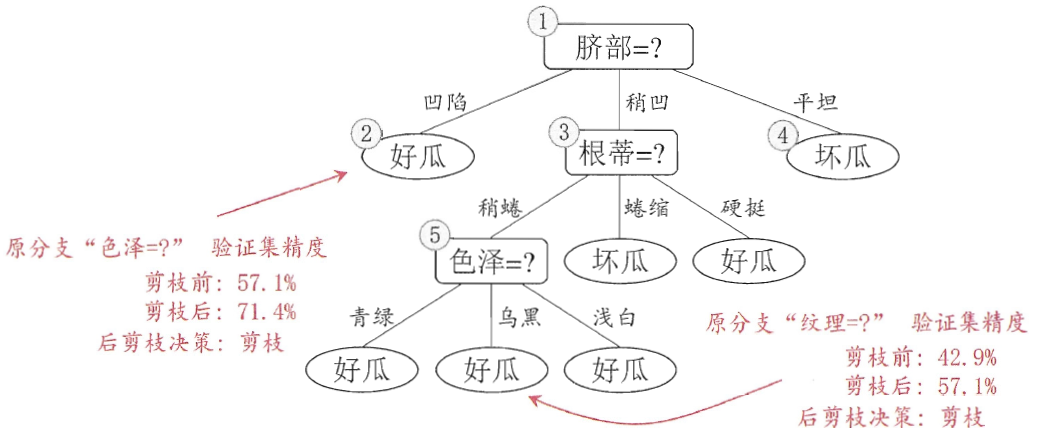 1
脐部=?
凹陷
稍凹
平坦
2
好瓜
3
根蒂=?
4
坏瓜
稍蜷
蜷缩
硬挺
5
色泽=?
坏瓜
好瓜
原分支“色泽=?” 验证集精度
剪枝前: 57.1%
剪枝后: 71.4%
后剪枝决策: 剪枝
青绿
乌黑
浅白
好瓜
好瓜
好瓜
原分支“纹理=?” 验证集精度
剪枝前: 42.9%
剪枝后: 57.1%
后剪枝决策: 剪枝